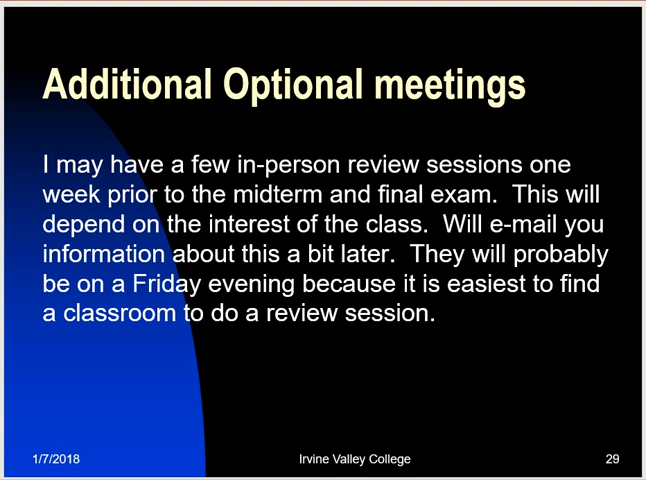 Additional Optional meetings
I may have a few in-person review sessions one
week prior to the midterm and final exam.  This will
depend on the interest of the class.  Will e-mail you
information about this a bit later.  They will probably
be on a Friday evening because it is easiest to find
a classroom to do a review session.
1/7/2018
Irvine Valley College
29